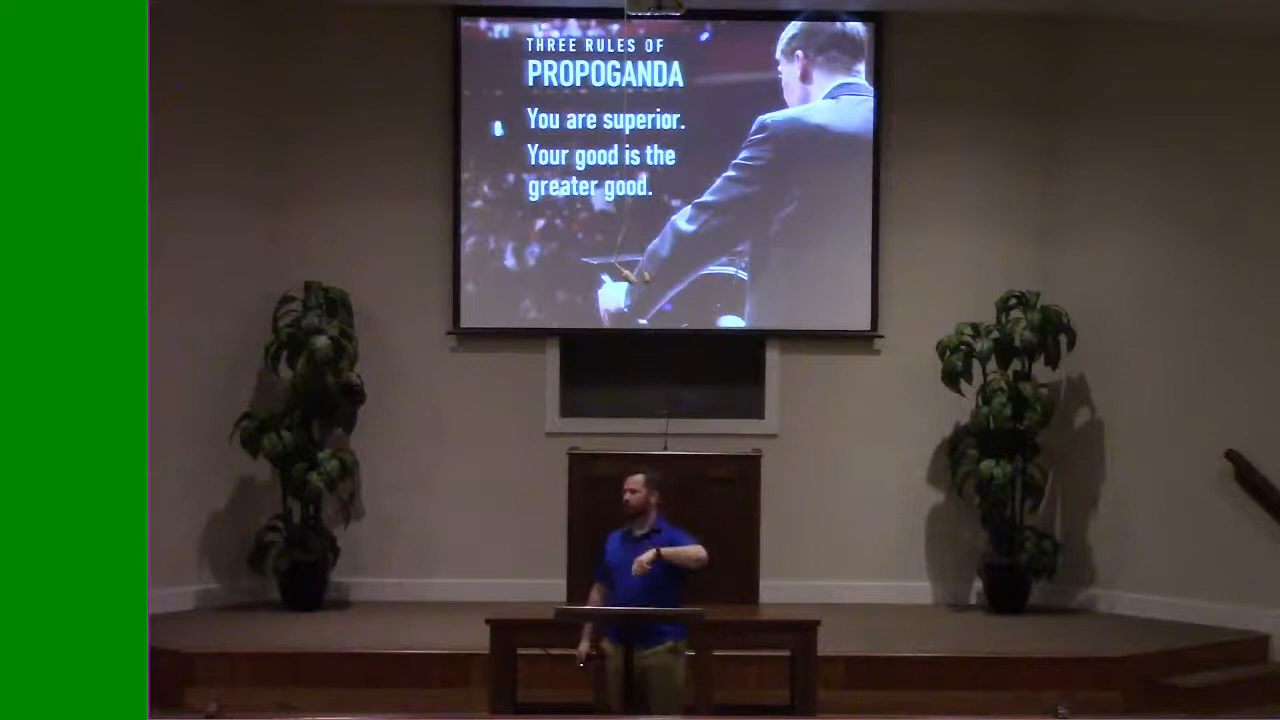 THREE RULES OF
PROPOGANDA
You are superior.
Your good is the
greater good.